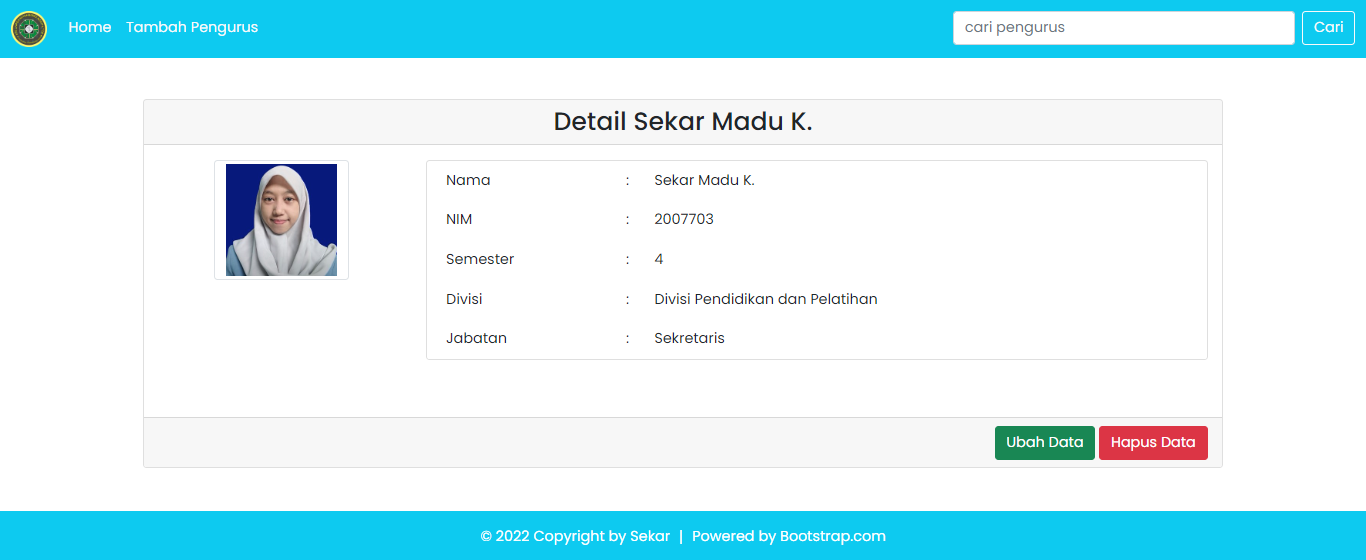 Home Tambah Pengurus cari pengurus Cari
Detail Sekar Madu K.
Nama : Sekar Madu K.
NIM : 2007703
Semester : 4
Divisi : Divisi Pendidikan dan Pelatihan
Jabatan : Sekretaris
Ubah Data Hapus Data
© 2022 Copyright by Sekar | Powered by Bootstrap.com